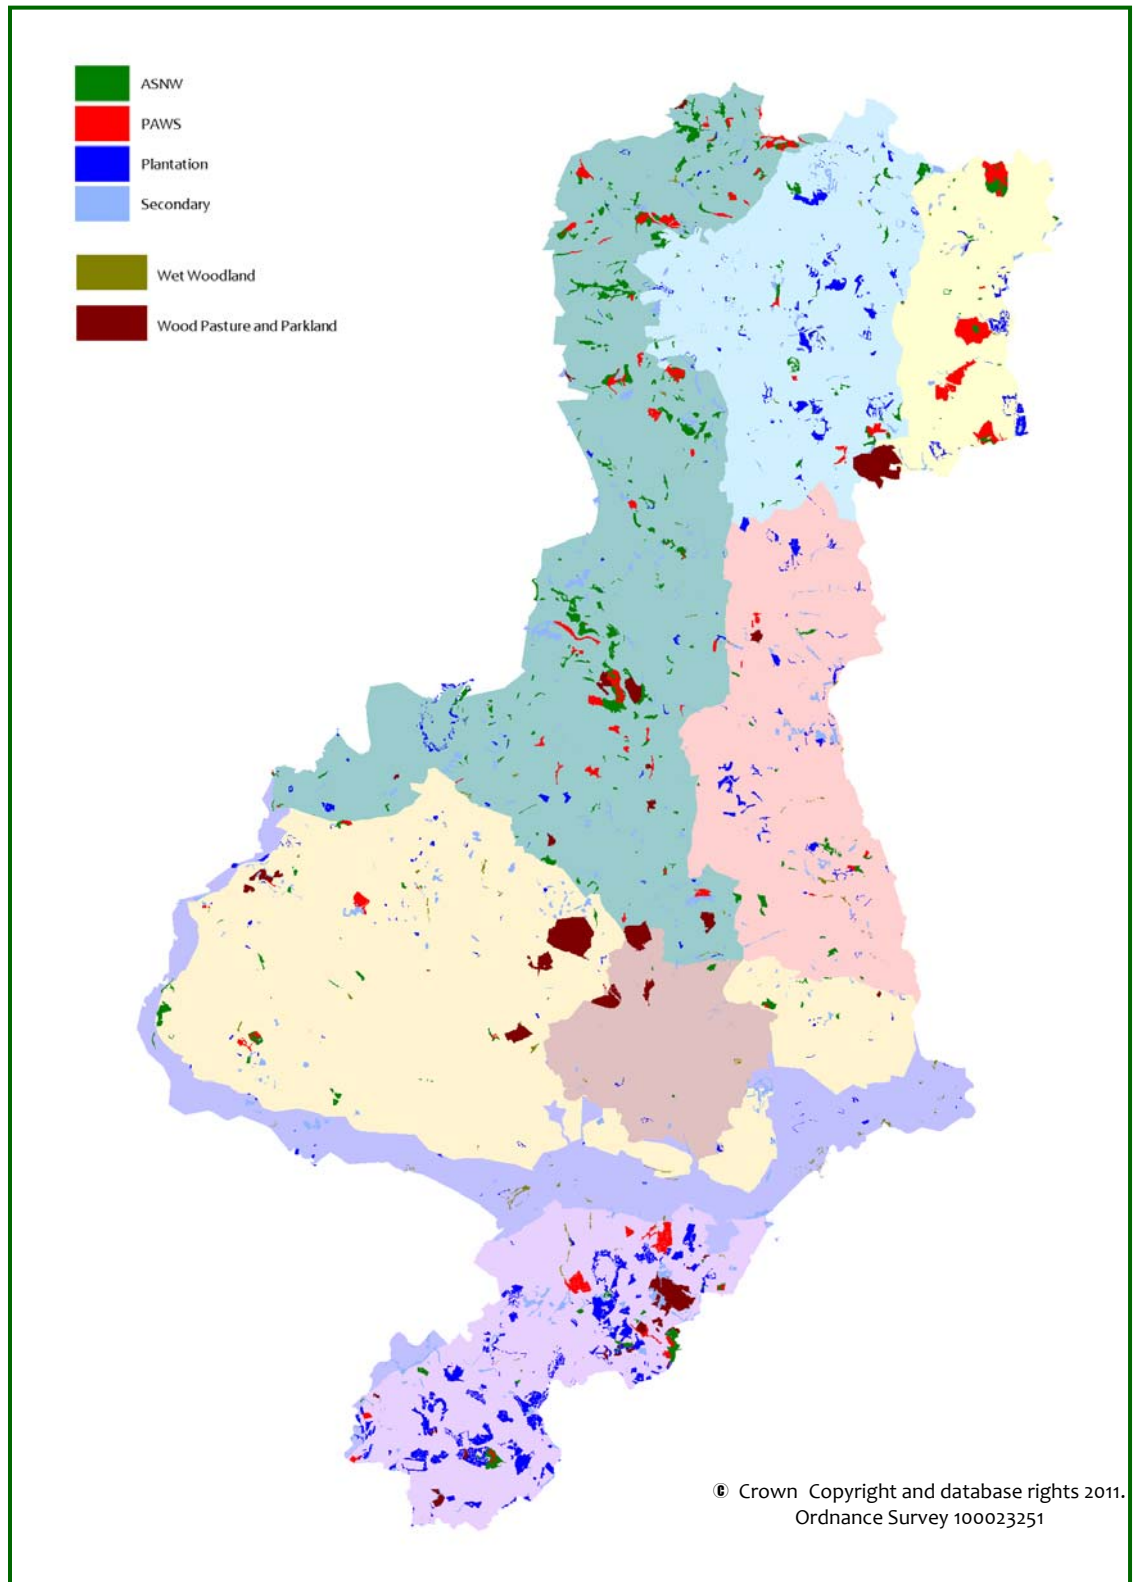 ASNW
PAWS
Plantation
Secondary
Wet Woodland
Wood Pasture and Parkland
© Crown Copyright and database rights 2011.
Ordnance Survey 100023251